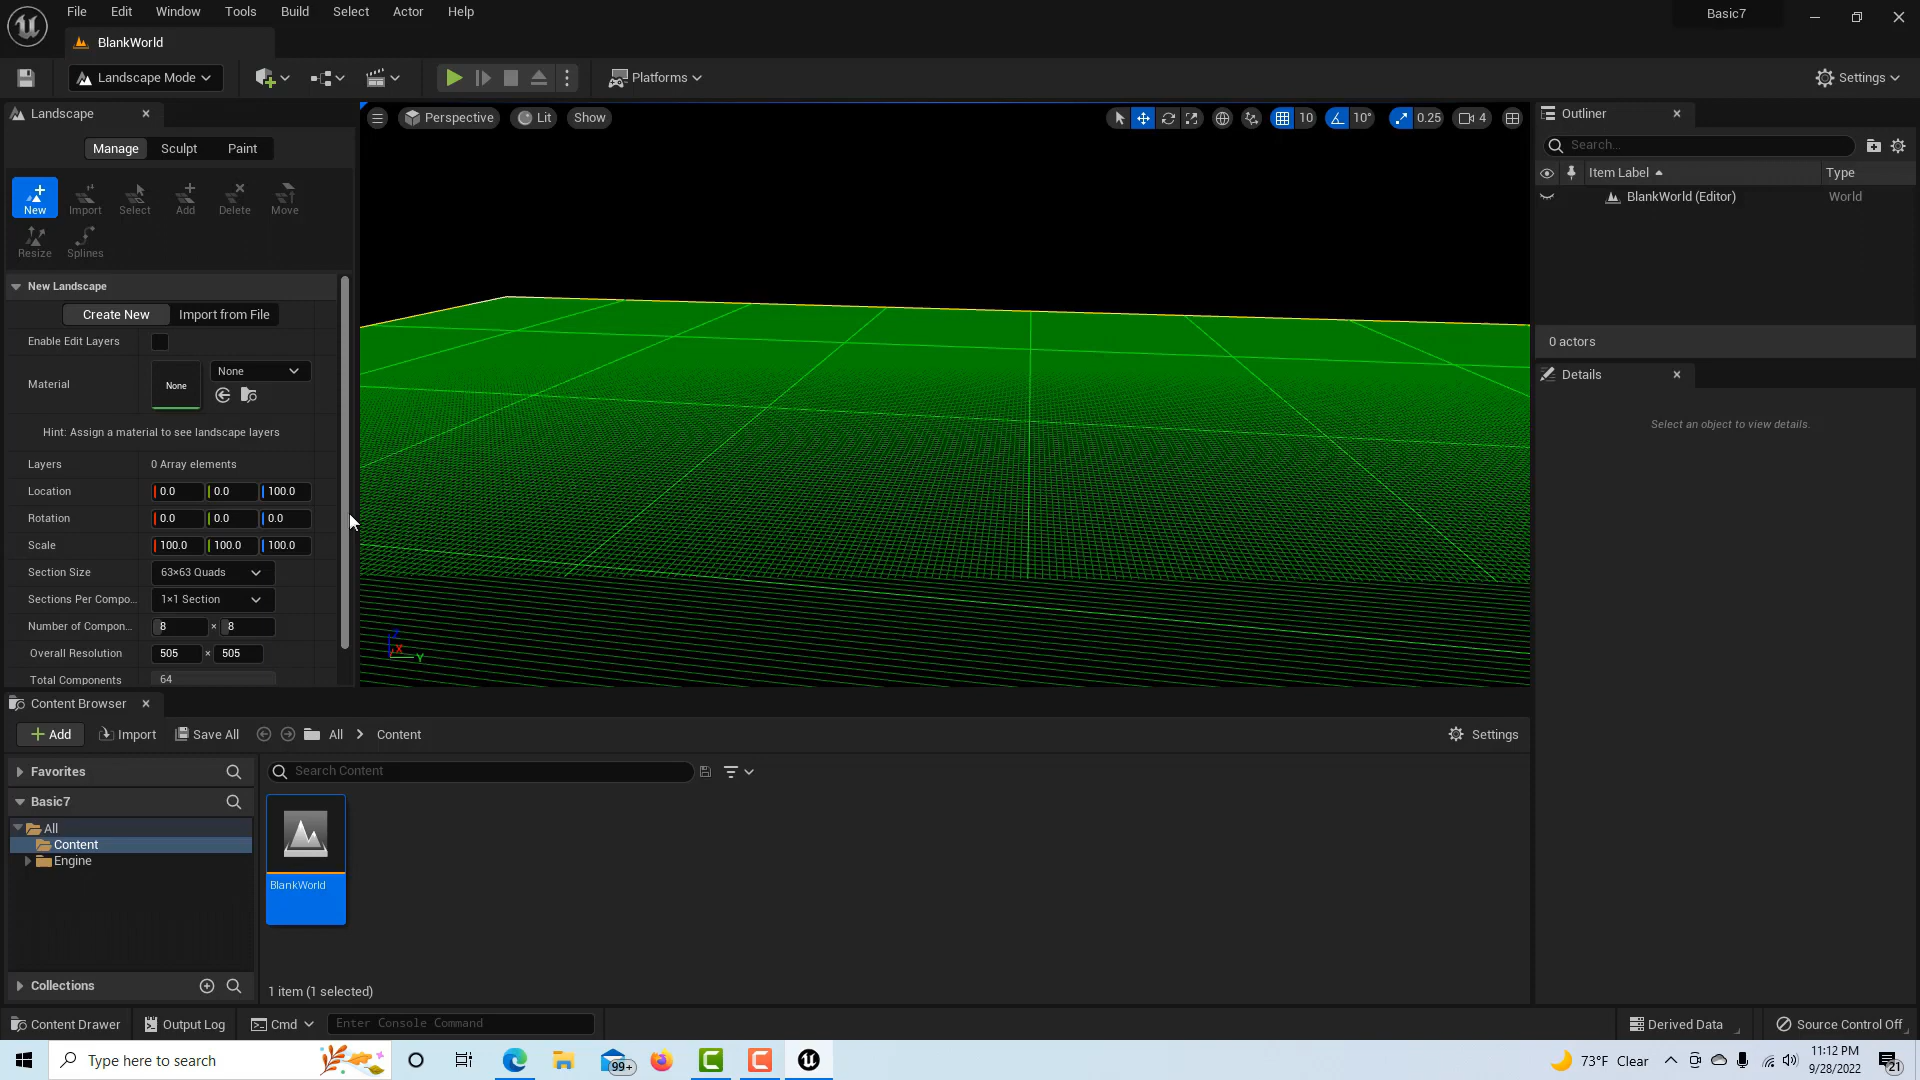 File Edit Window Tools Build Select Actor Help
Basic7
BlankWorld
Landscape Mode
Platforms
Settings
Landscape
Manage Sculpt Paint
New Import Select Add Delete Move
Resize Splines
New Landscape
Create New Import from File
Enable Edit Layers
Material
None
None
Hint: Assign a material to see landscape layers
Layers 0 Array elements
Location 0.0 0.0 100.0
Rotation 0.0 0.0 0.0
Scale 100.0 100.0 100.0
Section Size 63×63 Quads
Sections Per Compo... 1×1 Section
Number of Compon... 8 × 8
Overall Resolution 505 × 505
Total Components 64
Perspective Lit Show
10 10° 0.25 4
Z
X
Y
Outliner
Search...
Item Label Type
BlankWorld (Editor) World
0 actors
Details
Select an object to view details.
Content Browser
Add Import Save All All Content
Settings
Favorites
Search Content
Basic7
All
Content
Engine
BlankWorld
Collections
1 item (1 selected)
Content Drawer Output Log Cmd Enter Console Command
Derived Data Source Control Off
Type here to search
99+
73°F Clear
11:12 PM
9/28/2022
21